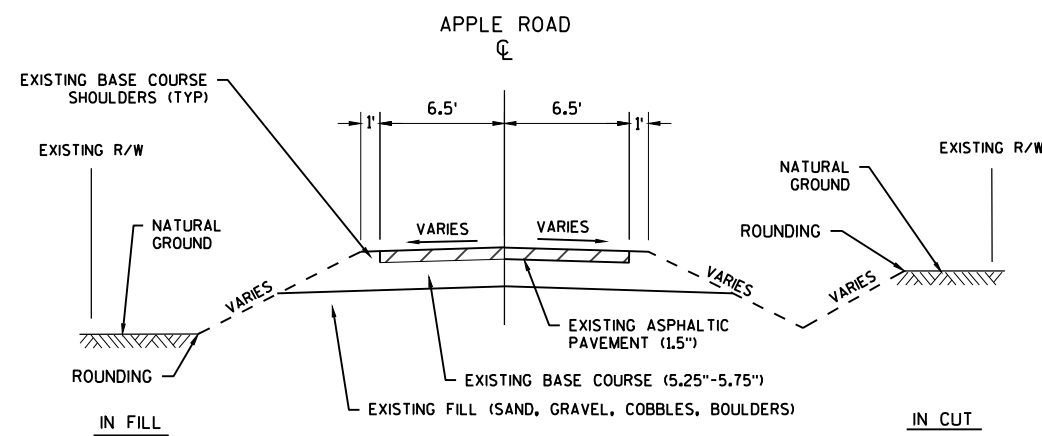 APPLE ROAD
℄
EXISTING BASE COURSE
SHOULDERS (TYP)
1'
6.5'
6.5'
1'
EXISTING R/W
EXISTING R/W
NATURAL
GROUND
NATURAL
GROUND
ROUNDING
VARIES
VARIES
VARIES
VARIES
VARIES
EXISTING ASPHALTIC
PAVEMENT (1.5")
ROUNDING
EXISTING BASE COURSE (5.25"-5.75")
EXISTING FILL (SAND, GRAVEL, COBBLES, BOULDERS)
IN FILL
IN CUT